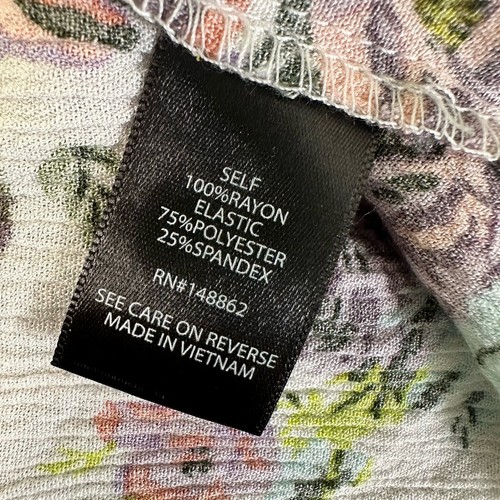 SELF
100%RAYON
ELASTIC
75%POLYESTER
25%SPANDEX
RN#148862
SEE CARE ON REVERSE
MADE IN VIETNAM